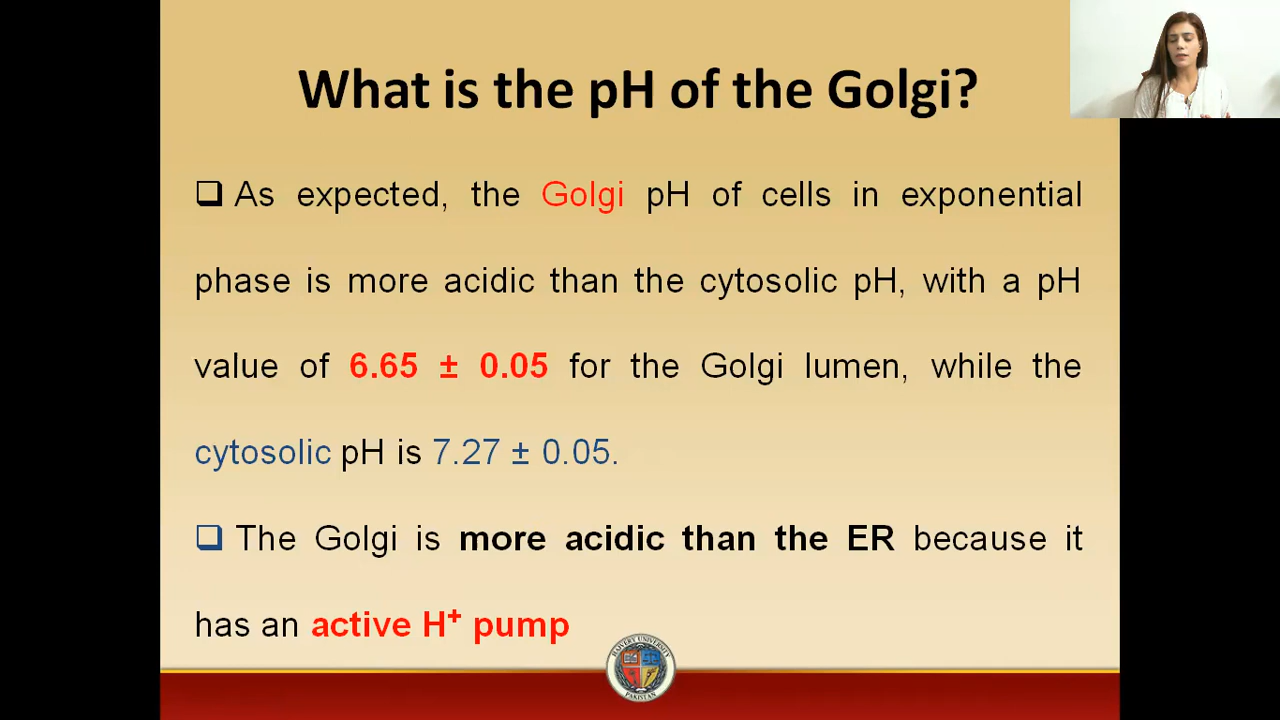 What is the pH of the Golgi?
❑ As expected, the Golgi pH of cells in exponential
phase is more acidic than the cytosolic pH, with a pH
value of 6.65 ± 0.05 for the Golgi lumen, while the
cytosolic pH is 7.27 ± 0.05.
❑ The Golgi is more acidic than the ER because it
has an active H⁺ pump
PAKISTAN